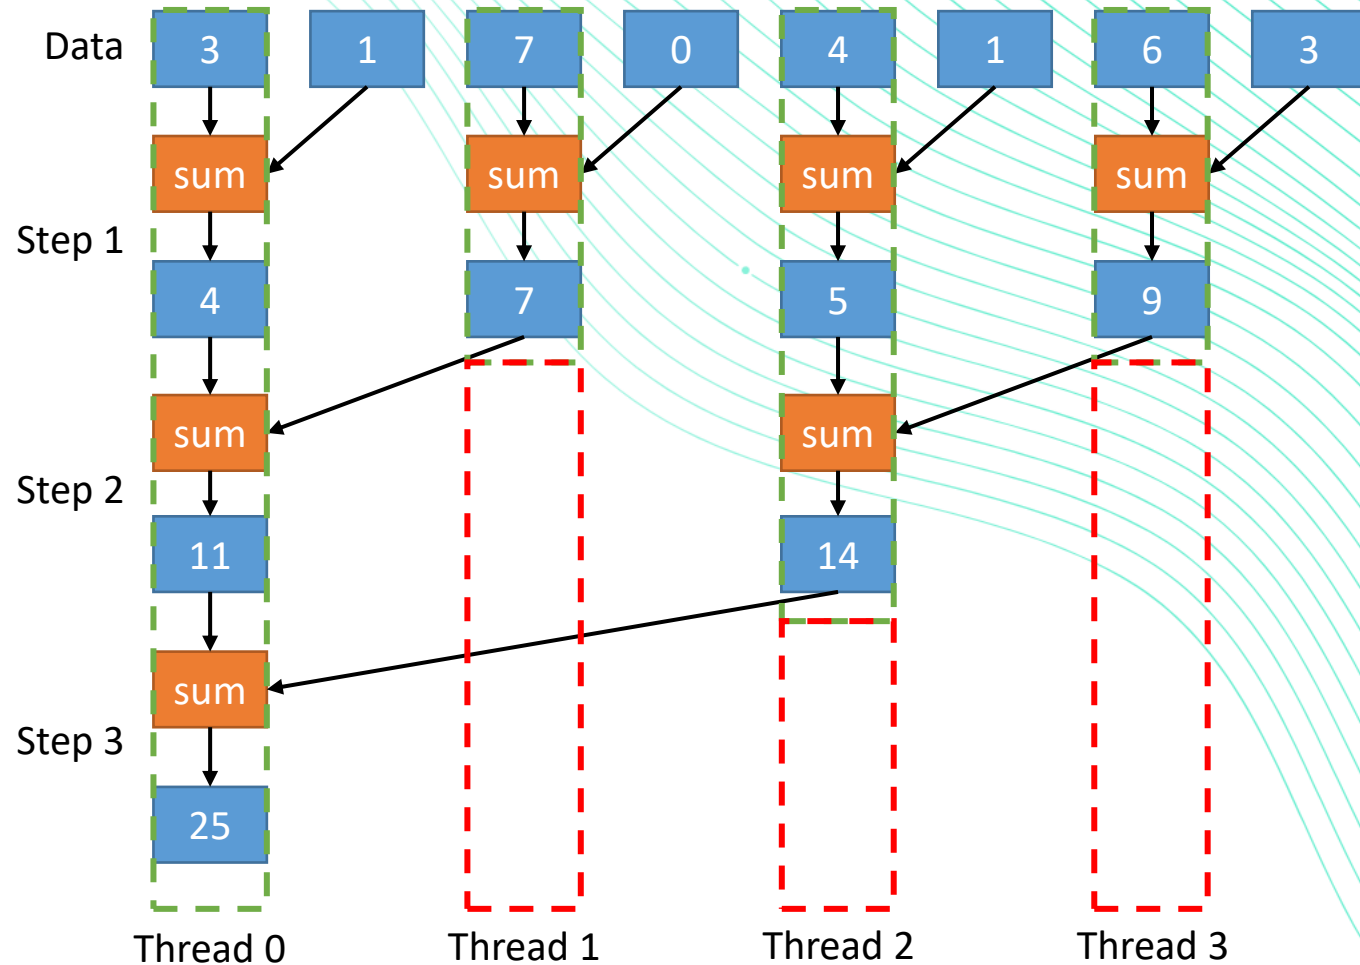 Data 3 1 7 0 4 1 6 3
sum sum sum sum
Step 1
4 7 5 9
sum sum
Step 2
11 14
sum
Step 3
25
Thread 0 Thread 1 Thread 2 Thread 3